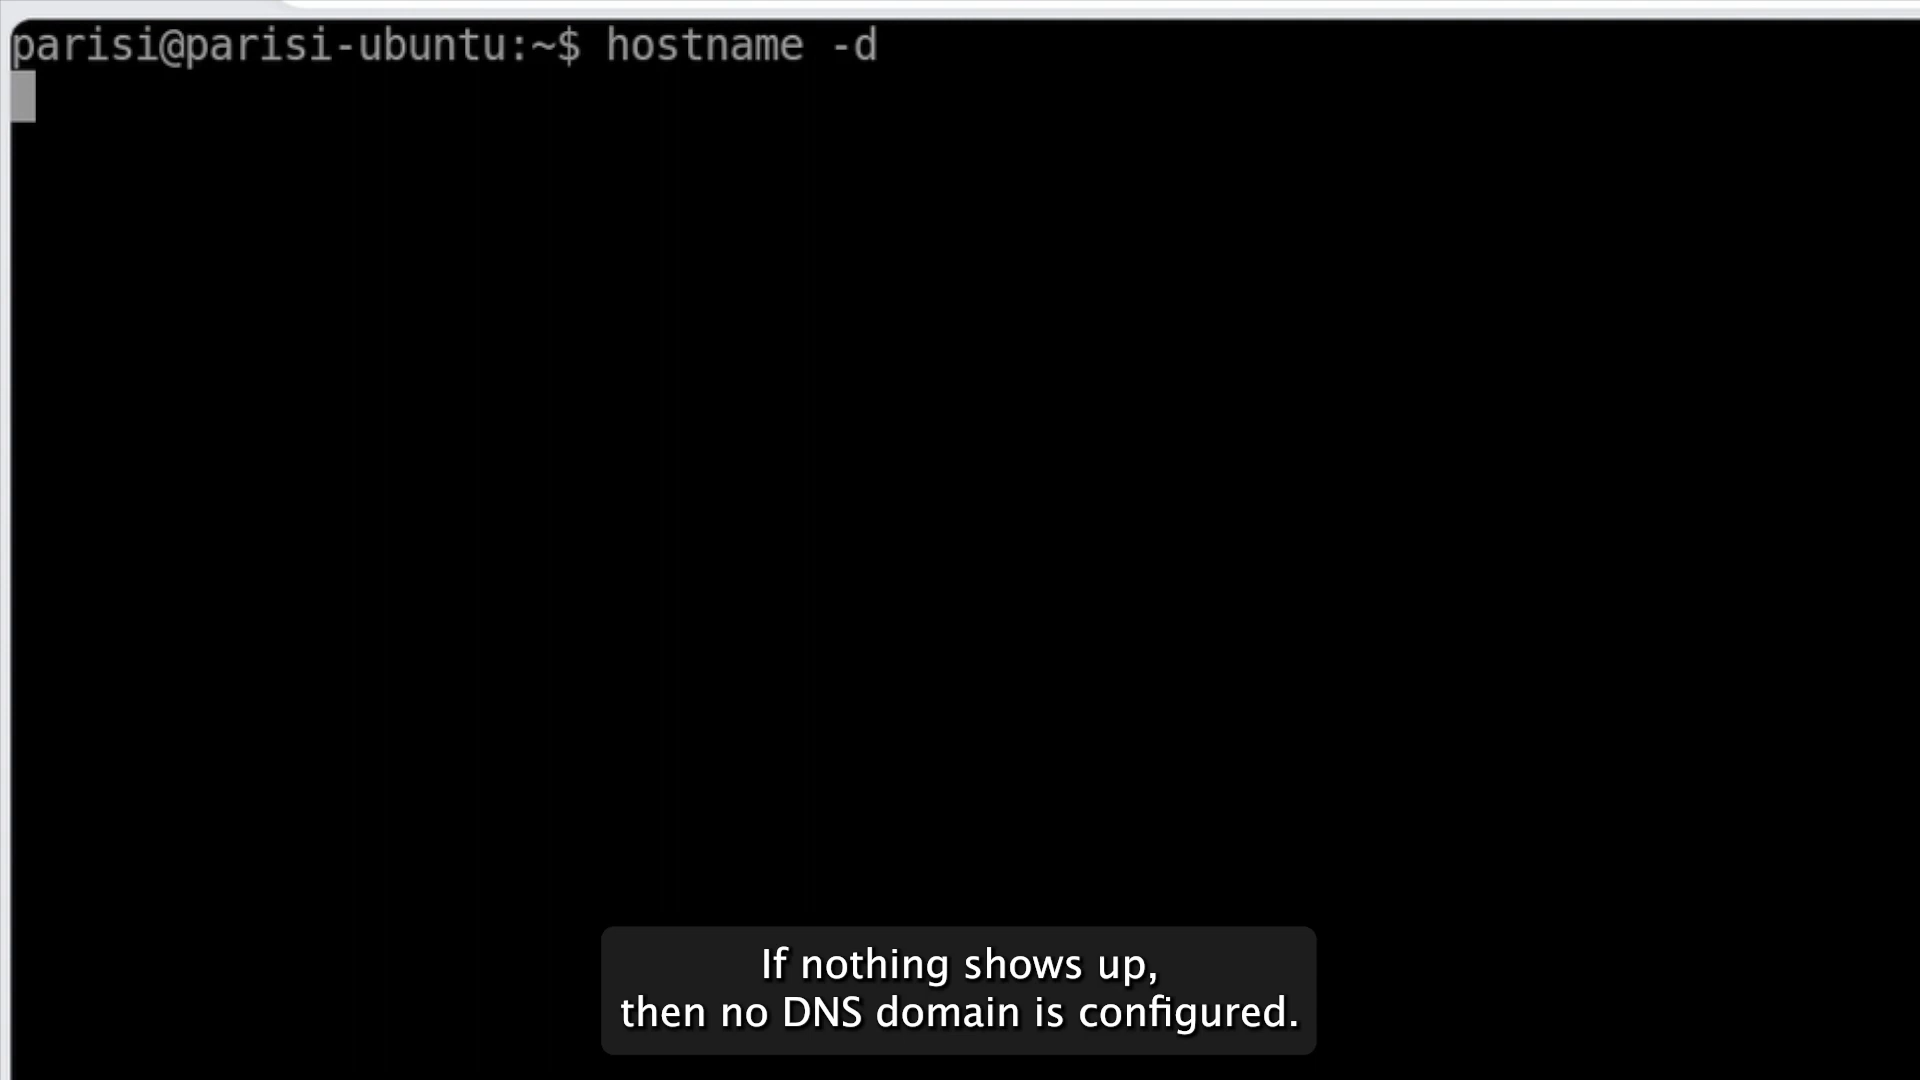 parisi@parisi-ubuntu:~$ hostname -d
If nothing shows up,
then no DNS domain is configured.